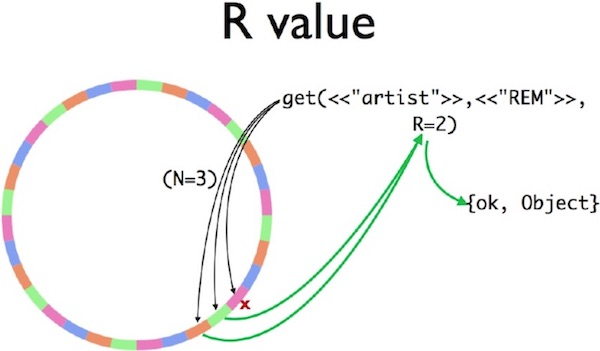 R value
get(<<"artist">>,<<"REM">>,
R=2)
(N=3)
{ok, Object}
x